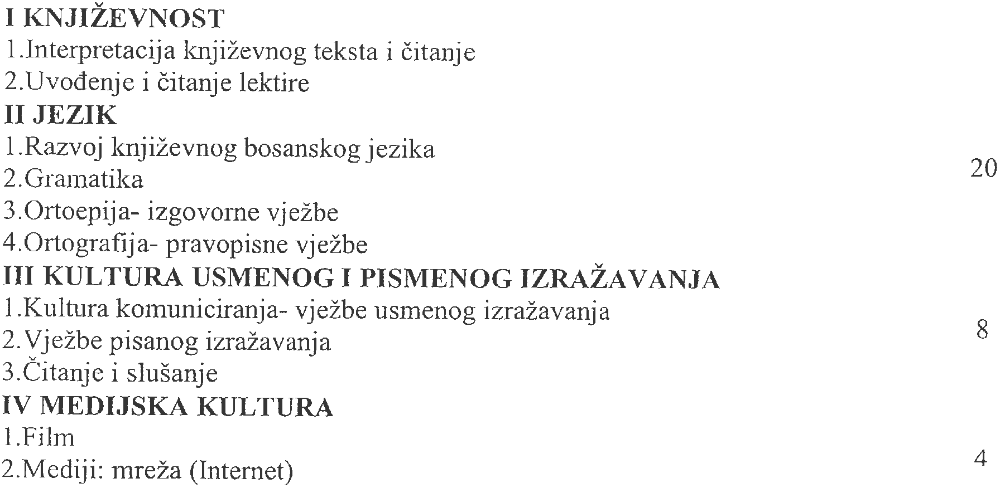 I KNJIŽEVNOST
1.Interpretacija književnog teksta i čitanje
2.Uvođenje i čitanje lektire
II JEZIK
1.Razvoj književnog bosanskog jezika
20
2.Gramatika
3.Ortoepija- izgovorne vježbe
4.Ortografija- pravopisne vježbe
III KULTURA USMENOG I PISMENOG IZRAŽAVANJA
1.Kultura komuniciranja- vježbe usmenog izražavanja
8
2.Vježbe pisanog izražavanja
3.Čitanje i slušanje
IV MEDIJSKA KULTURA
1.Film
4
2.Mediji: mreža (Internet)